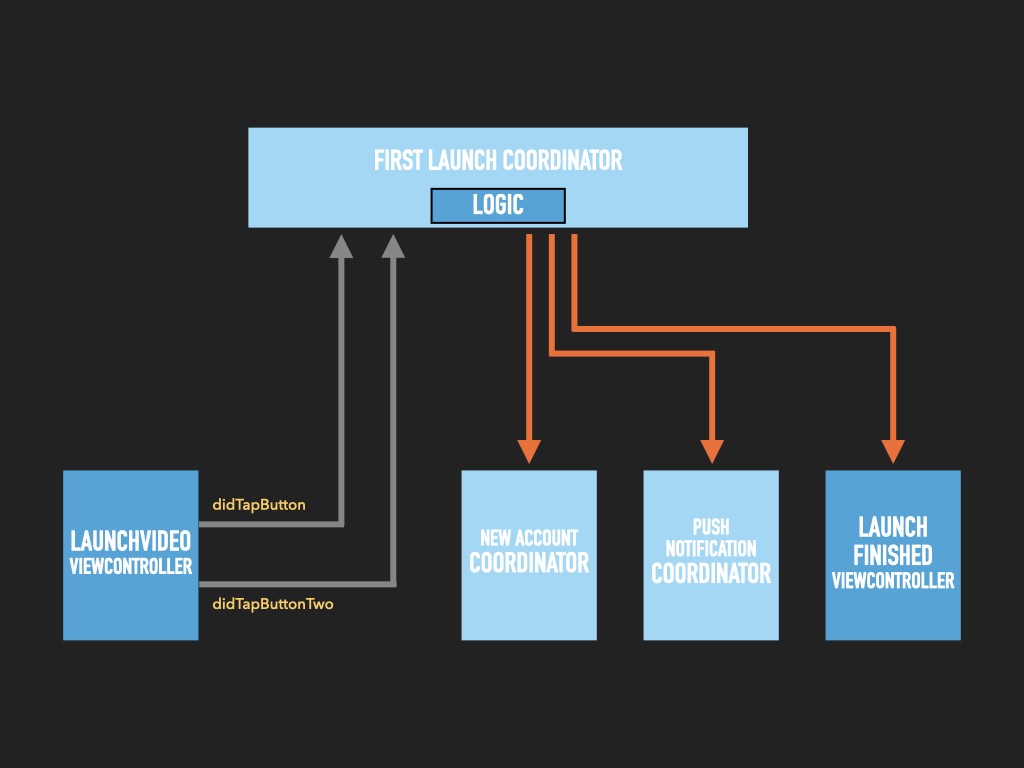 FIRST LAUNCH COORDINATOR
LOGIC
didTapButton
LAUNCHVIDEO
VIEWCONTROLLER
didTapButtonTwo
NEW ACCOUNT
COORDINATOR
PUSH
NOTIFICATION
COORDINATOR
LAUNCH
FINISHED
VIEWCONTROLLER